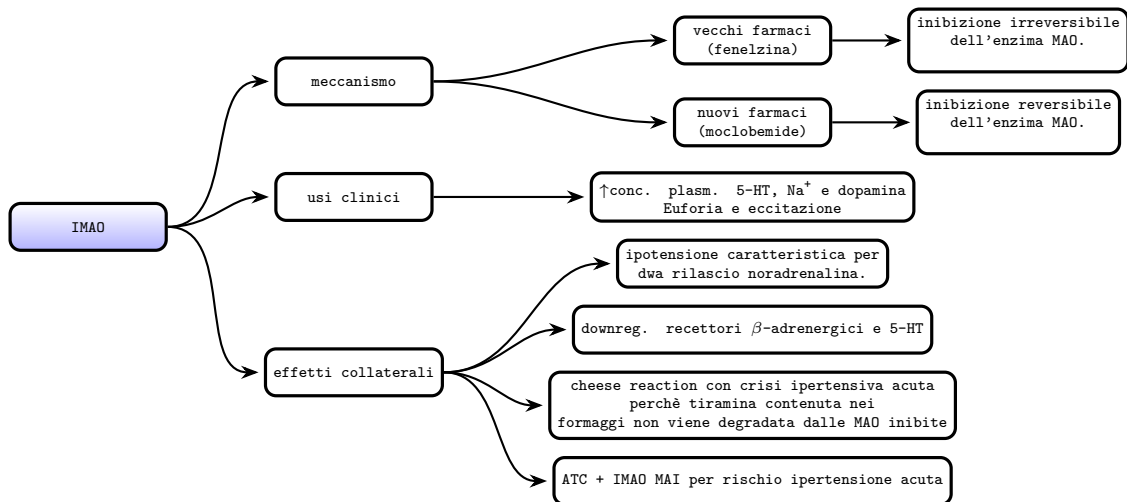 IMAO
meccanismo
vecchi farmaci
(fenelzina)
inibizione irreversibile
dell'enzima MAO.
nuovi farmaci
(moclobemide)
inibizione reversibile
dell'enzima MAO.
usi clinici
↑conc. plasm. 5-HT, Na⁺ e dopamina
Euforia e eccitazione
effetti collaterali
ipotensione caratteristica per
dwa rilascio noradrenalina.
downreg. recettori β-adrenergici e 5-HT
cheese reaction con crisi ipertensiva acuta
perchè tiramina contenuta nei
formaggi non viene degradata dalle MAO inibite
ATC + IMAO MAI per rischio ipertensione acuta